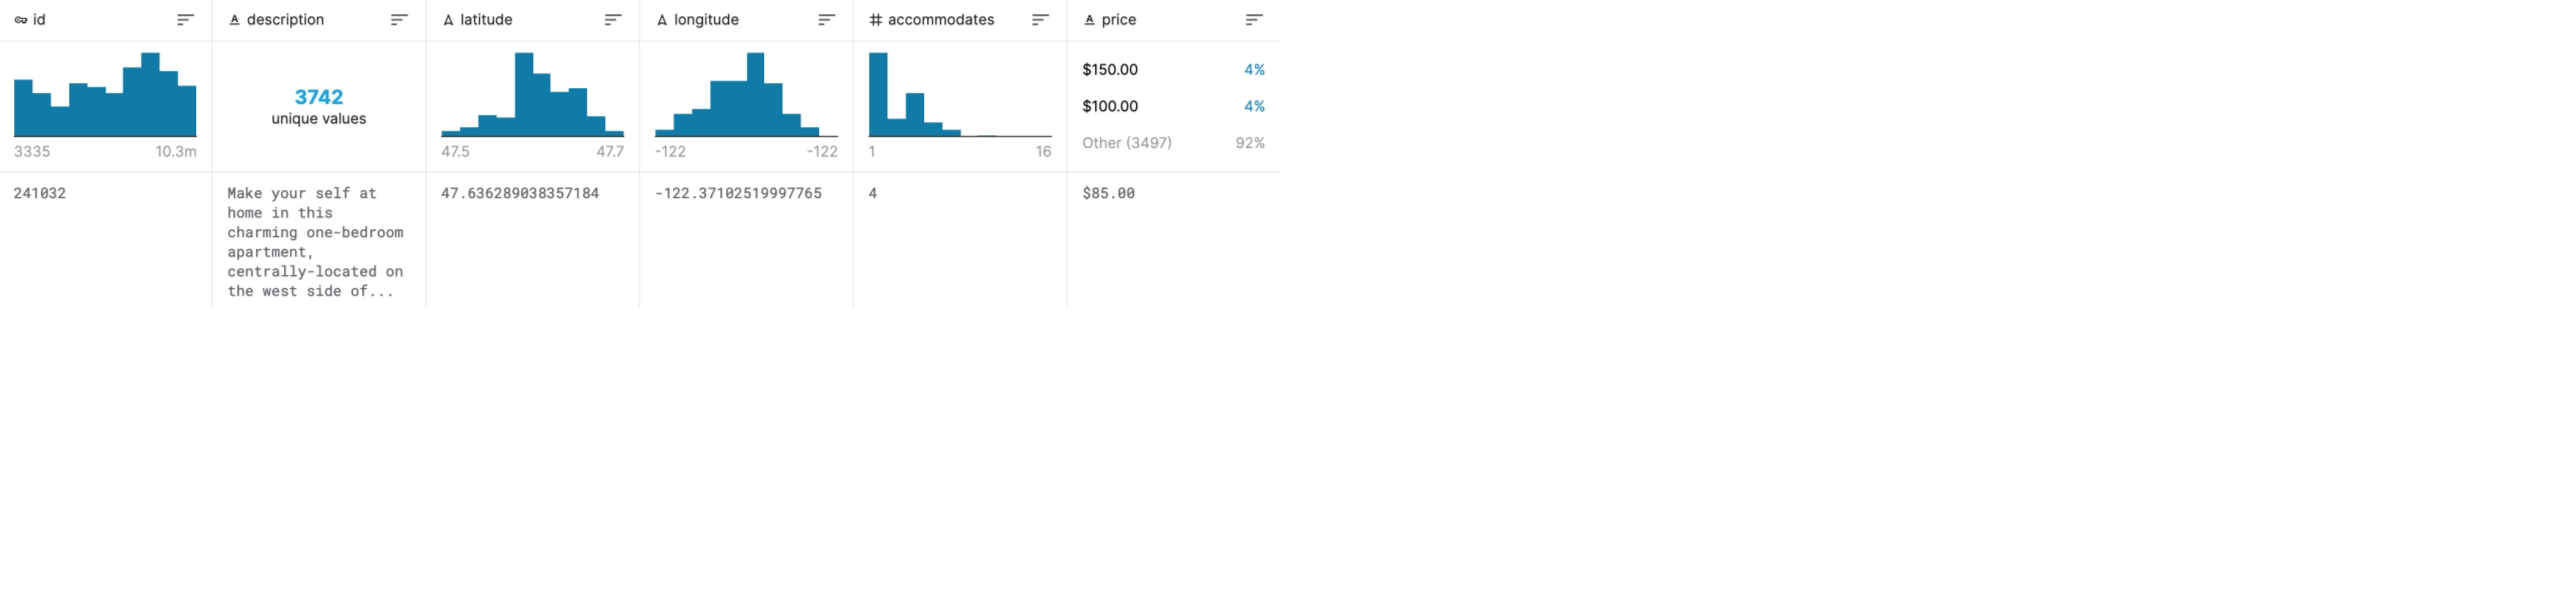 id
description
latitude
longitude
# accommodates
price
3335
10.3m
3742
unique values
47.5
47.7
-122
-122
1
16
$150.00
4%
$100.00
4%
Other (3497)
92%
241032
Make your self at
home in this
charming one-bedroom
apartment,
centrally-located on
the west side of...
47.636289038357184
-122.37102519997765
4
$85.00